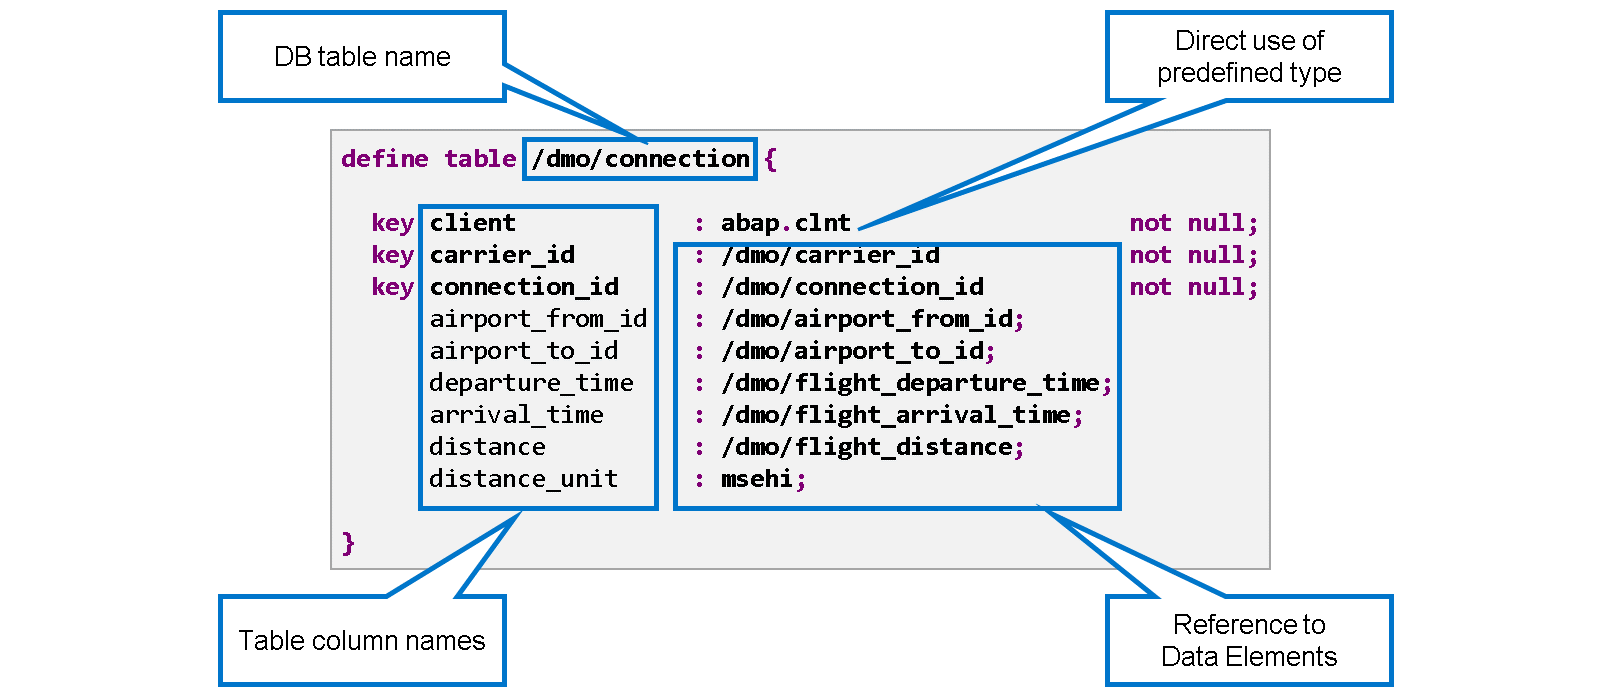 DB table name
Direct use of
predefined type
define table /dmo/connection {
key client : abap.clnt not null;
key carrier_id : /dmo/carrier_id not null;
key connection_id : /dmo/connection_id not null;
airport_from_id : /dmo/airport_from_id;
airport_to_id : /dmo/airport_to_id;
departure_time : /dmo/flight_departure_time;
arrival_time : /dmo/flight_arrival_time;
distance : /dmo/flight_distance;
distance_unit : msehi;
}
Table column names
Reference to
Data Elements